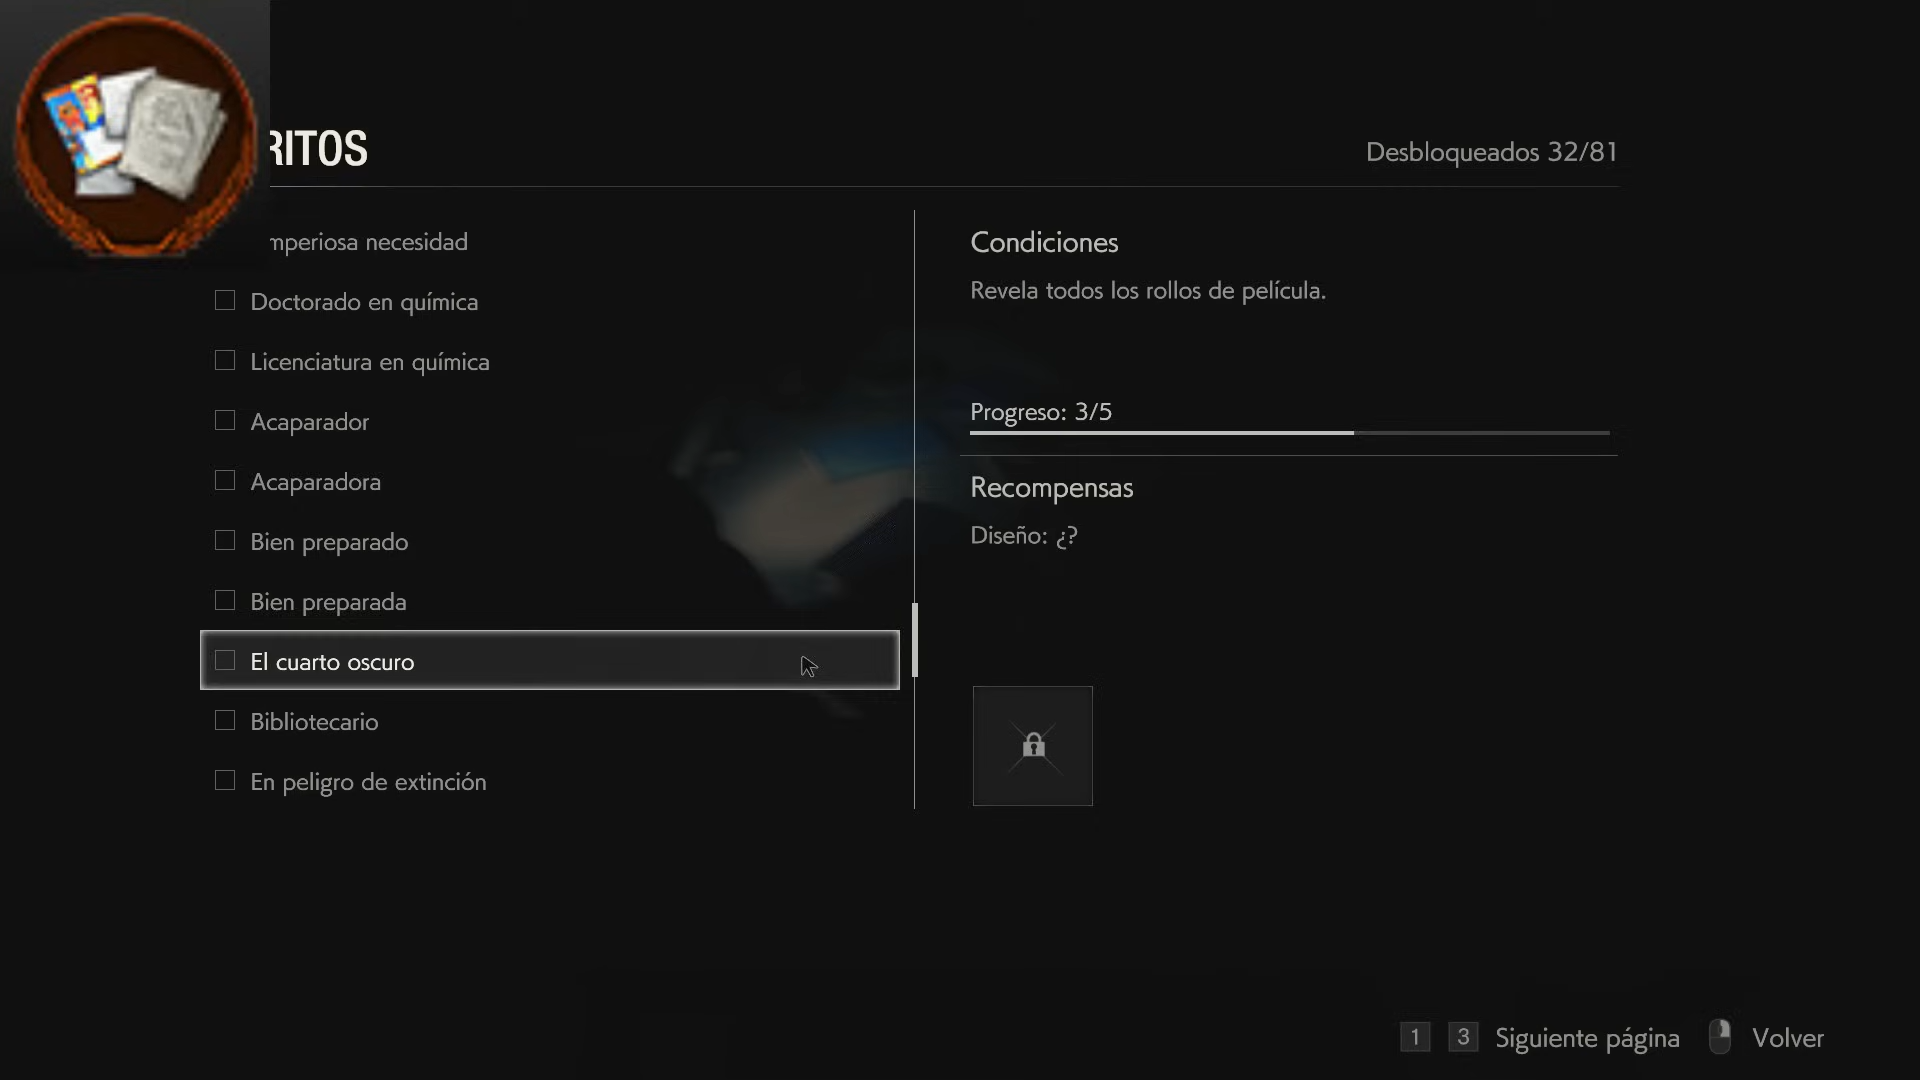 RITOS
Desbloqueados 32/81
mperiosa necesidad
Doctorado en química
Licenciatura en química
Acaparador
Acaparadora
Bien preparado
Bien preparada
El cuarto oscuro
Bibliotecario
En peligro de extinción
Condiciones
Revela todos los rollos de película.
Progreso: 3/5
Recompensas
Diseño: ¿?
1 3 Siguiente página Volver